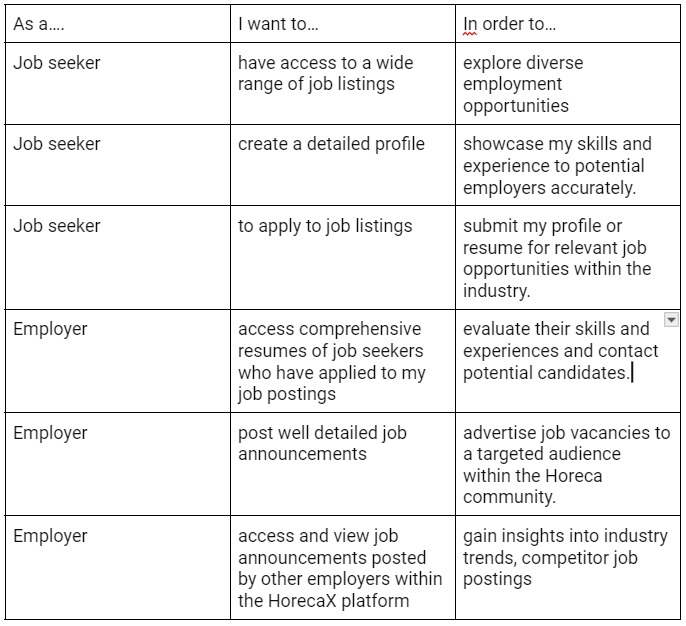 As a....
I want to...
In order to...
Job seeker
have access to a wide
range of job listings
explore diverse
employment
opportunities
Job seeker
create a detailed profile
showcase my skills and
experience to potential
employers accurately.
Job seeker
to apply to job listings
submit my profile or
resume for relevant job
opportunities within the
industry.
Employer
access comprehensive
resumes of job seekers
who have applied to my
job postings
evaluate their skills and
experiences and contact
potential candidates.
Employer
post well detailed job
announcements
advertise job vacancies to
a targeted audience
within the Horeca
community.
Employer
access and view job
announcements posted
by other employers within
the HorecaX platform
gain insights into industry
trends, competitor job
postings